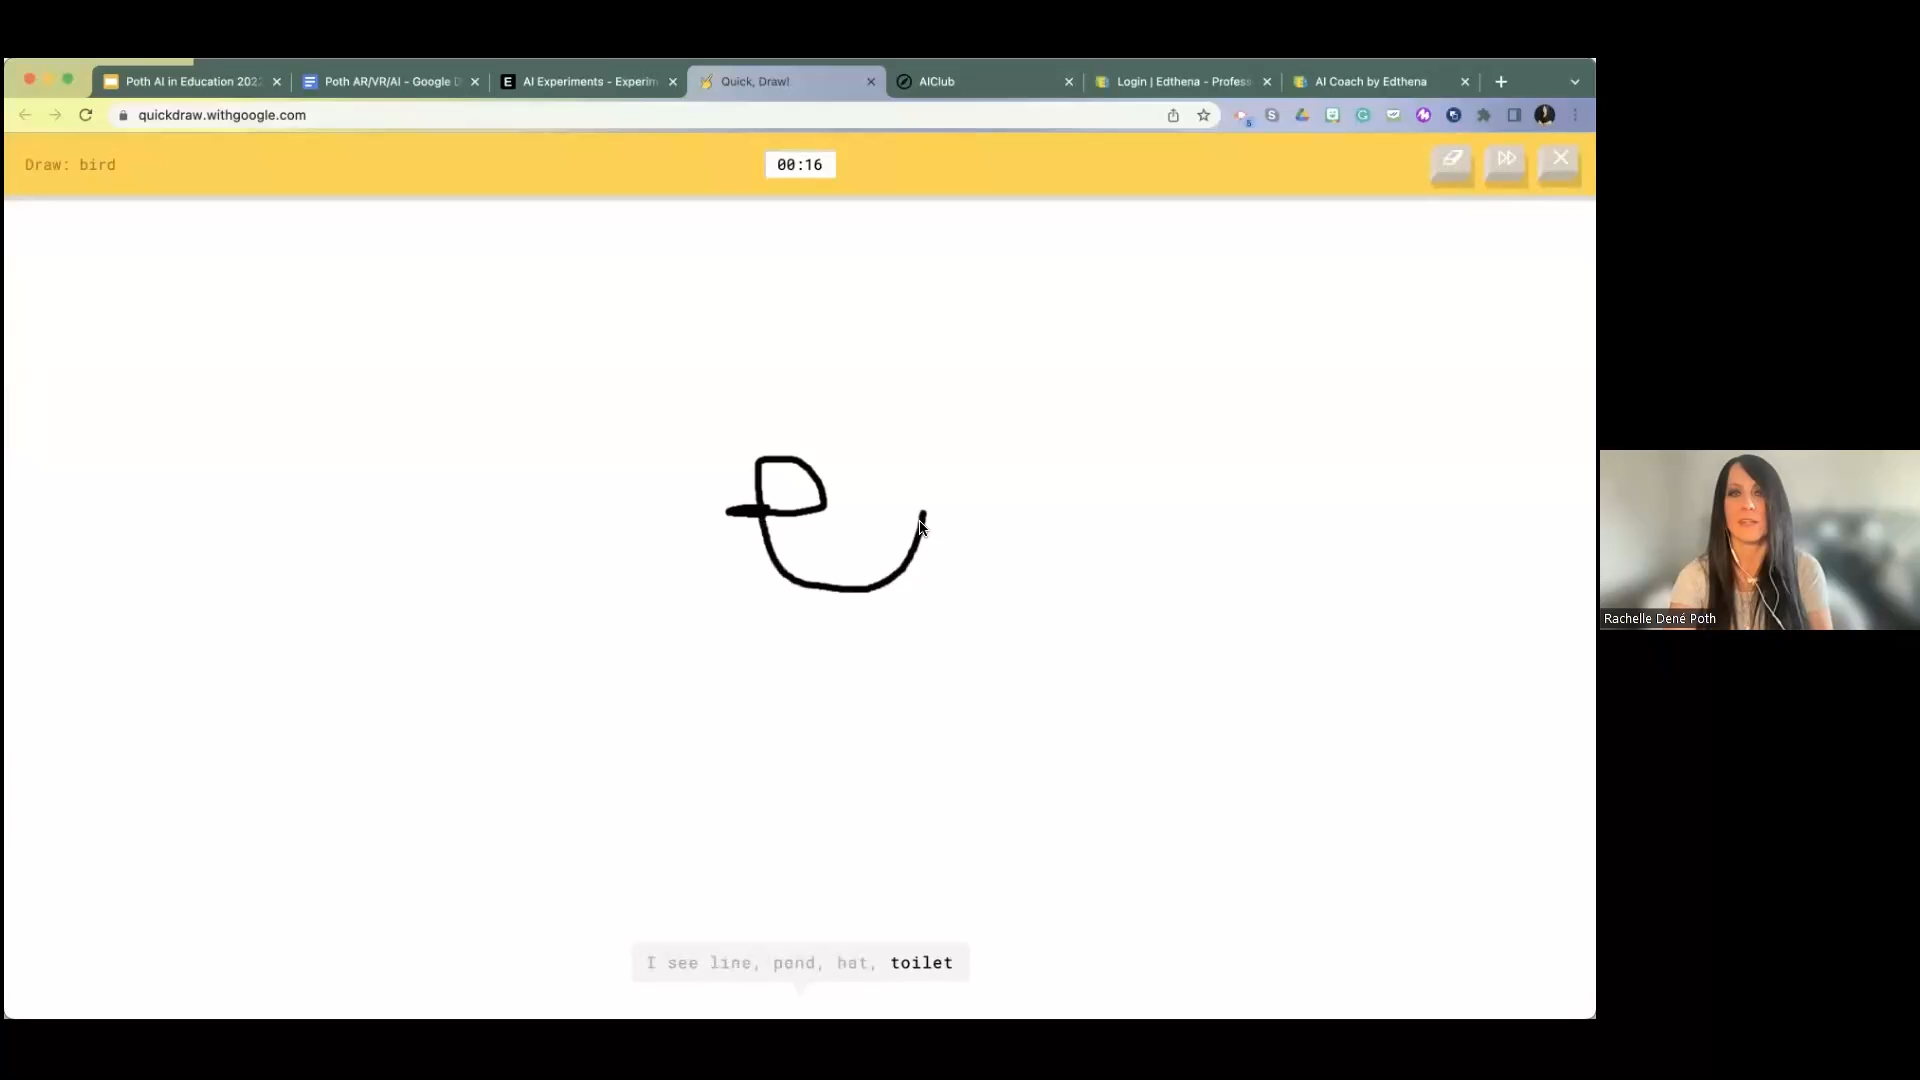 Poth AI in Education 202
Poth AR/VR/AI - Google D
AI Experiments - Experim
Quick, Draw!
AIClub
Login | Edthena - Profess
AI Coach by Edthena
quickdraw.withgoogle.com
Draw: bird
00:16
I see line, pond, hat, toilet
Rachelle Dené Poth